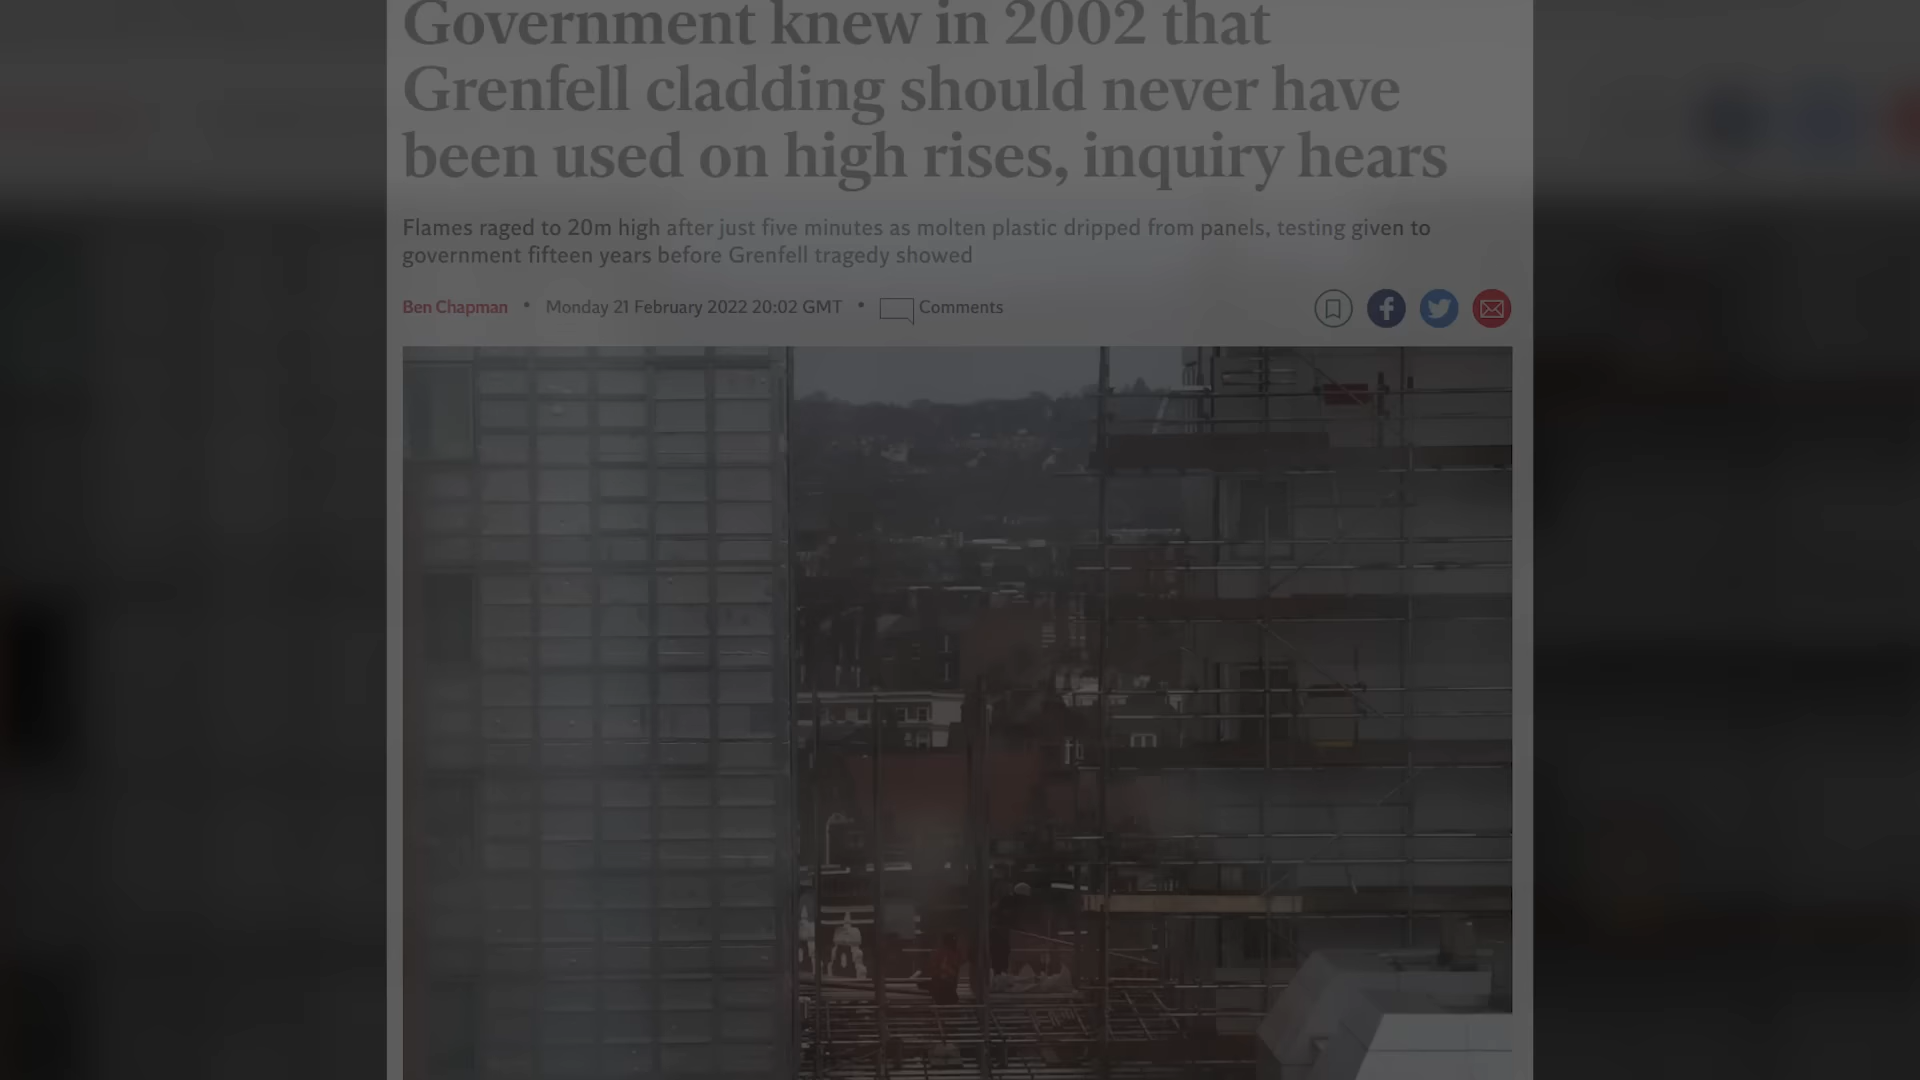 Government knew in 2002 that
Grenfell cladding should never have
been used on high rises, inquiry hears
Flames raged to 20m high after just five minutes as molten plastic dripped from panels, testing given to
government fifteen years before Grenfell tragedy showed
Ben Chapman • Monday 21 February 2022 20:02 GMT • Comments